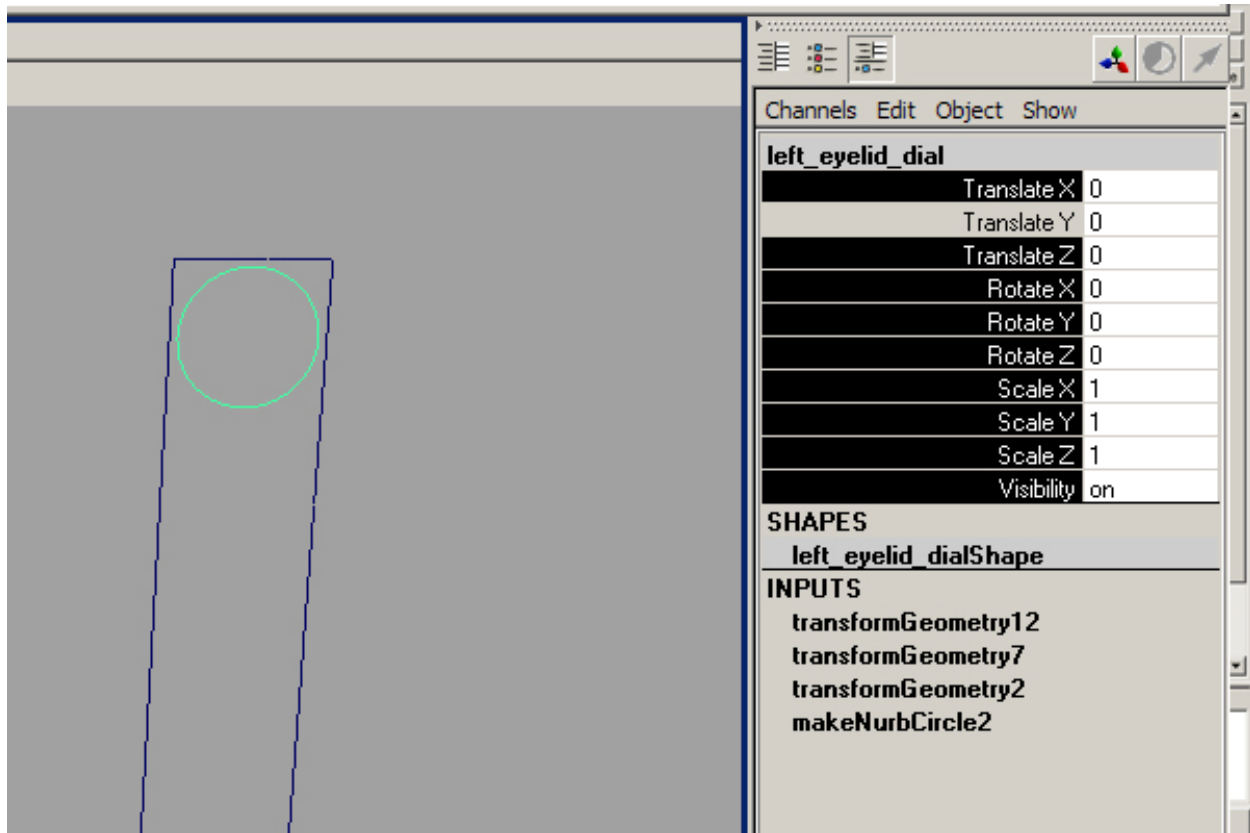 Channels Edit Object Show
left_eyelid_dial
Translate X 0
Translate Y 0
Translate Z 0
Rotate X 0
Rotate Y 0
Rotate Z 0
Scale X 1
Scale Y 1
Scale Z 1
Visibility on
SHAPES
left_eyelid_dialShape
INPUTS
transformGeometry12
transformGeometry7
transformGeometry2
makeNurbCircle2